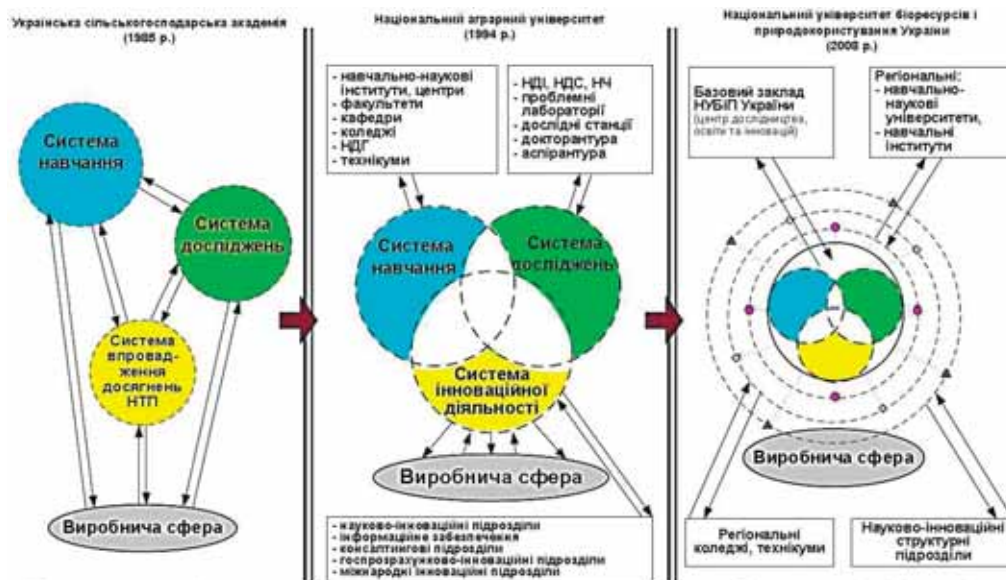 Українська сільськогосподарська академія
(1985 р.)
Система
навчання
Система
досліджень
Система
впровад-
ження
досягнень
НТП
Виробнича сфера
Національний аграрний університет
(1994 р.)
- навчально-наукові
інститути, центри
- факультети
- кафедри
- коледжі
- НДГ
- технікуми
- НДІ, НДС, НЧ
- проблемні
лабораторії
- дослідні станції
- докторантура
- аспірантура
Система
навчання
Система
досліджень
Система
інноваційної
діяльності
Виробнича сфера
- науково-інноваційні підрозділи
- інформаційне забезпечення
- консалтингові підрозділи
- госпрозрахунково-інноваційні підрозділи
- міжнародні інноваційні підрозділи
Національний університет біоресурсів і
природокористування України
(2008 р.)
Базовий заклад
НУБіП України
(центр дослідництва,
освіти та інновацій)
Регіональні:
- навчально-
наукові
університети,
- навчальні
інститути
Виробнича сфера
Регіональні
коледжі, технікуми
Науково-інноваційні
структурні
підрозділи